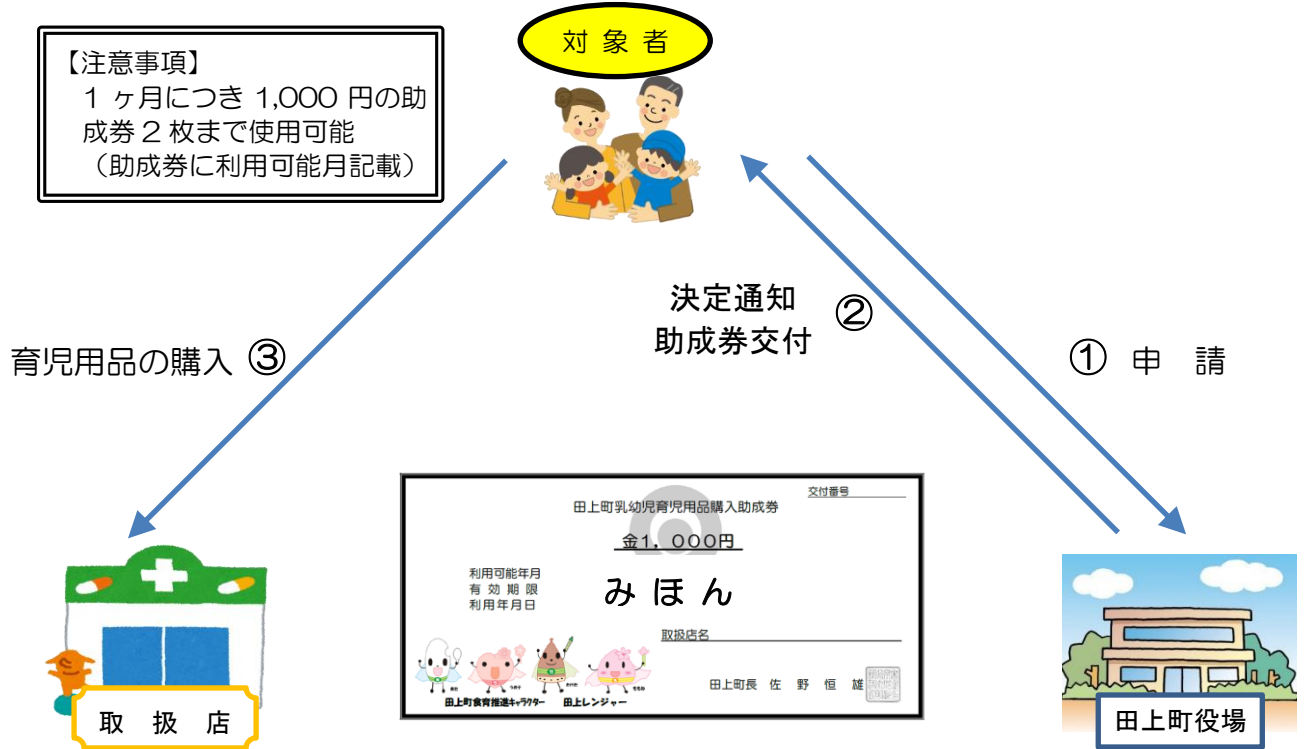 対 象 者
【注意事項】
1 ヶ月につき 1,000 円の助
成券 2 枚まで使用可能
（助成券に利用可能月記載）
決定通知
助成券交付
②
① 申 請
育児用品の購入 ③
交付番号
田上町乳幼児育児用品購入助成券
金1，000円
利用可能年月
有 効 期 限
利用年月日
みほん
取扱店名
田上町長 佐 野 恒 雄
田上町食育推進キャラクター 田上レンジャー
取 扱 店
田上町役場